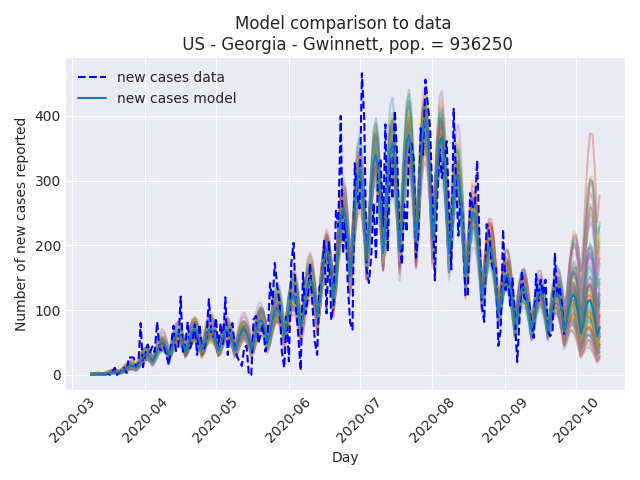 Model comparison to data
US - Georgia - Gwinnett, pop. = 936250
new cases data
new cases model
Number of new cases reported
400
300
200
100
0
2020-03
2020-04
2020-05
2020-06
2020-07
2020-08
2020-09
2020-10
Day